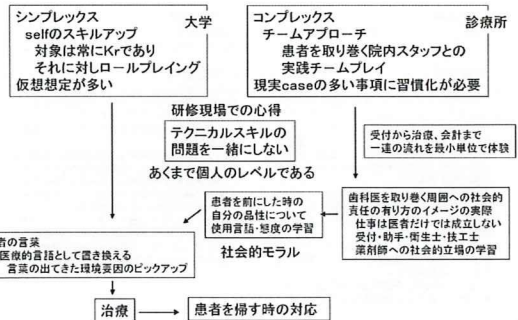 シンプレックス
大学
selfのスキルアップ
対象は常にKrであり
それに対しロールプレイング
仮想想定が多い
コンプレックス
診療所
チームアプローチ
患者を取り巻く院内スタッフとの
実践チームプレイ
現実caseの多い事項に習慣化が必要
研修現場での心得
テクニカルスキルの
問題を一緒にしない
あくまで個人のレベルである
受付から治療、会計まで
一連の流れを最小単位で体験
患者を前にした時の
自分の品性について
使用言語・態度の学習
社会的モラル
歯科医を取り巻く周囲への社会的
責任の有り方のイメージの実際
仕事は医者だけでは成立しない
受付・助手・衛生士・技工士
薬剤師への社会的立場の学習
者の言葉
医療的言語として置き換える
言葉の出てきた環境要因のピックアップ
治療
患者を帰す時の対応